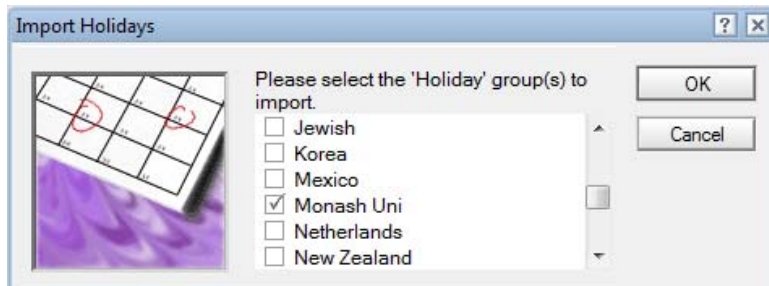 Import Holidays
Please select the 'Holiday' group(s) to
import.
Jewish
Korea
Mexico
Monash Uni
Netherlands
New Zealand
OK
Cancel